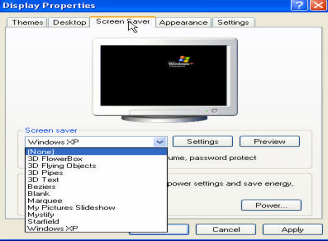 Display Properties
Themes Desktop Screen Saver Appearance Settings
Windows
Screen saver
Windows XP Settings Preview
(None)
3D FlowerBox
3D Flying Objects
3D Pipes
3D Text
Beziers
Blank
Marquee
My Pictures Slideshow
Mystify
Starfield
Windows XP
ume, password protect
power settings and save energy,
Power...
Cancel Apply